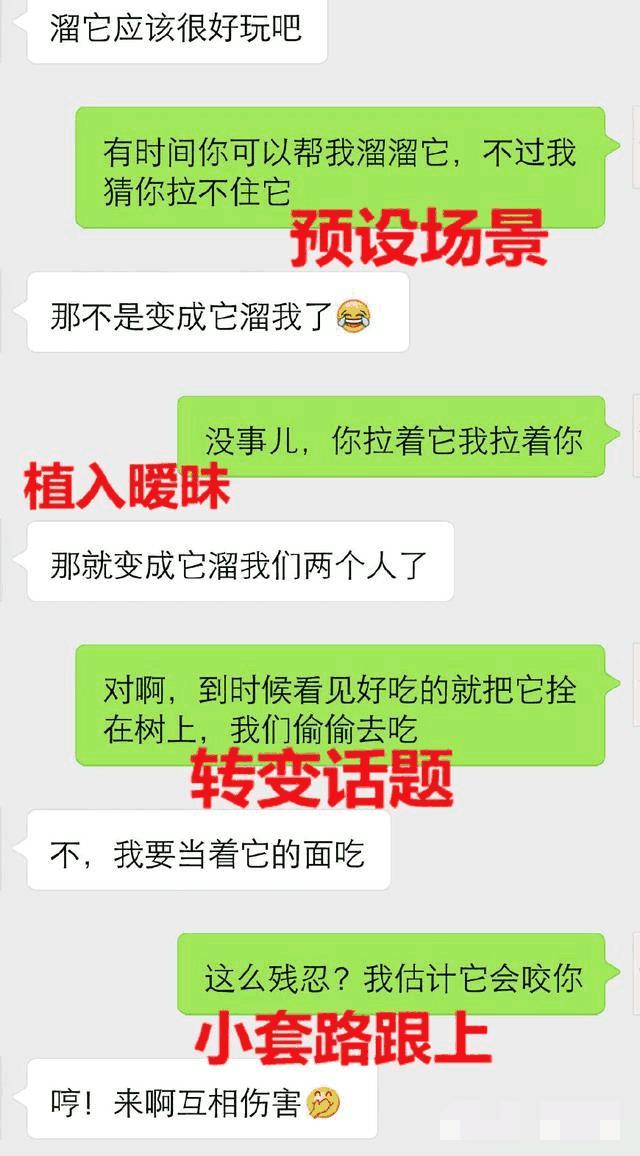 溜它应该很好玩吧
有时间你可以帮我溜溜它，不过我
猜你拉不住它
预设场景
那不是变成它溜我了
没事儿，你拉着它我拉着你
植入暧昧
那就变成它溜我们两个人了
对啊，到时候看见好吃的就把它拴
在树上，我们偷偷去吃
转变话题
不，我要当着它的面吃
这么残忍？我估计它会咬你
小套路跟上
哼！来啊互相伤害